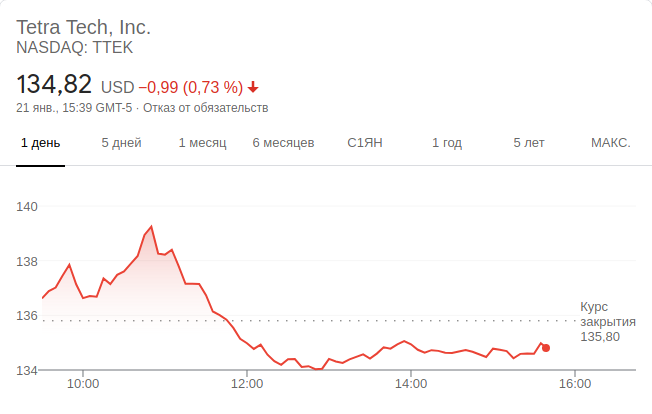 Tetra Tech, Inc.
NASDAQ: TTEK
134,82 USD −0,99 (0,73 %)
21 янв., 15:39 GMT-5 · Отказ от обязательств
1 день 5 дней 1 месяц 6 месяцев С1ЯН 1 год 5 лет МАКС.
140
138
136
134
Курс
закрытия
135,80
10:00 12:00 14:00 16:00